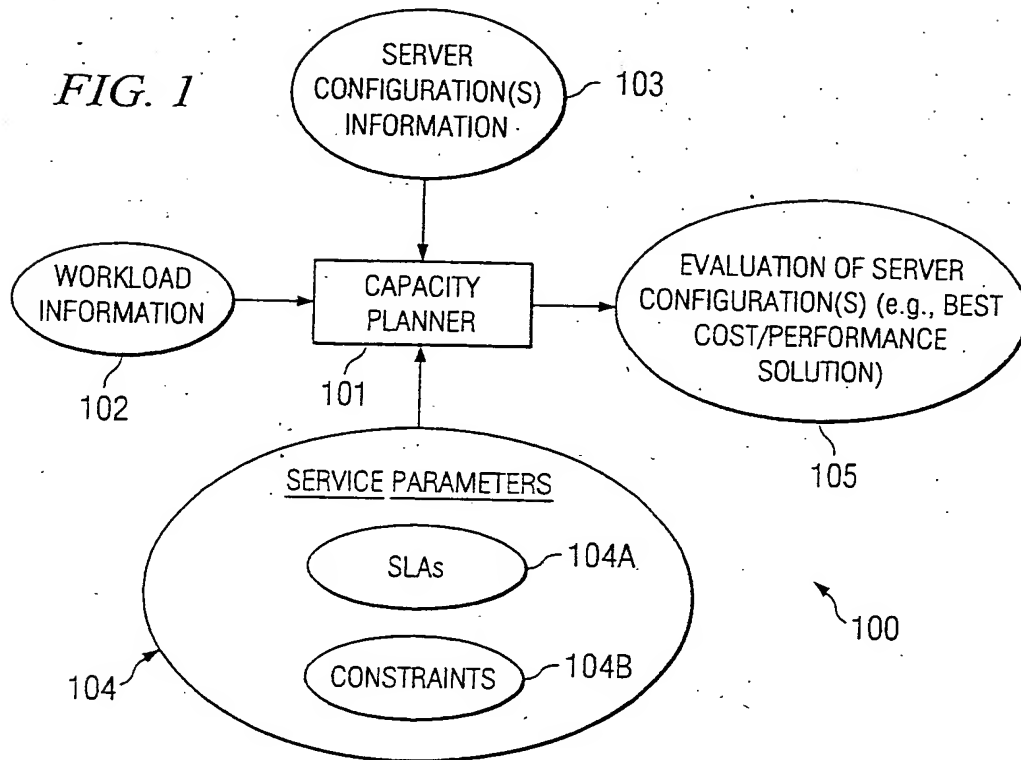 FIG. 1
SERVER
CONFIGURATION(S)
INFORMATION
103
WORKLOAD
INFORMATION
102
CAPACITY
PLANNER
101
EVALUATION OF SERVER
CONFIGURATION(S) (e.g., BEST
COST/PERFORMANCE
SOLUTION)
105
SERVICE PARAMETERS
SLAs
104A
CONSTRAINTS
104B
104
100